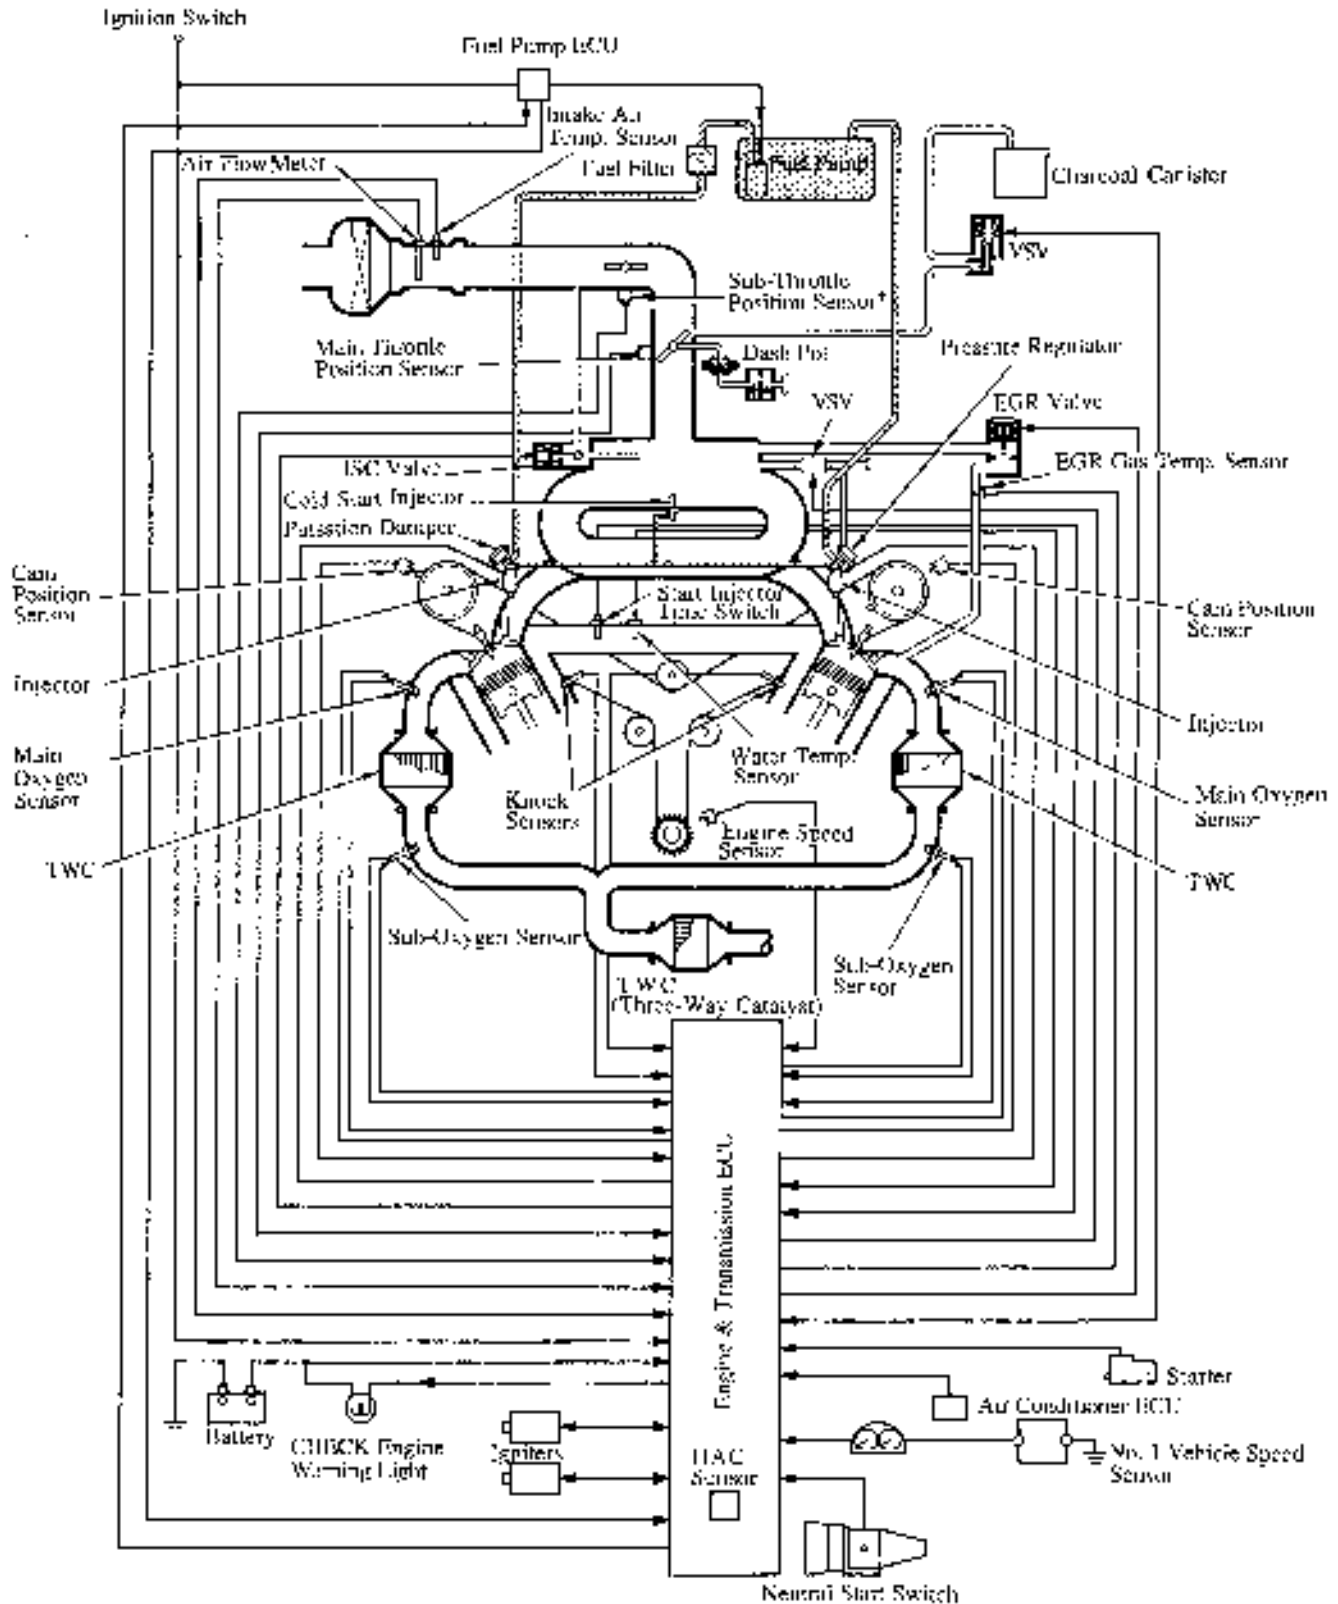 Ignition Switch
Fuel Pump ECU
Intake Air
Temp. Sensor
Air Flow Meter
Fuel Filter
Fuel Pump
Charcoal Canister
VSV
Sub-Throttle
Position Sensor*
Main Throttle
Position Sensor
Dash Pot
Pressure Regulator
VSV
EGR Valve
ISC Valve
EGR Gas Temp. Sensor
Cold Start Injector
Pulsation Damper
Cam
Position
Sensor
Start Injector
Time Switch
Cam Position
Sensor
Injector
Injector
Main
Oxygen
Sensor
Water Temp.
Sensor
Knock
Sensors
Main Oxygen
Sensor
Engine Speed
Sensor
TWC
TWC
Sub-Oxygen Sensor
Sub-Oxygen
Sensor
TWC
(Three-Way Catalyst)
Engine & Transmission ECU
Starter
Air Conditioner ECU
Battery
CHECK Engine
Warning Light
Igniters
HAC
Sensor
No. 1 Vehicle Speed
Sensor
Neutral Start Switch